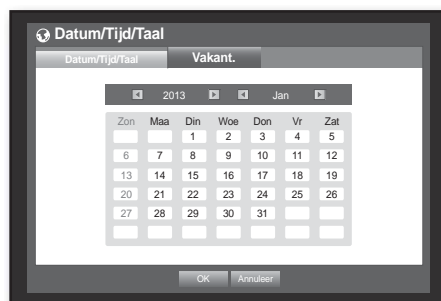 Datum/Tijd/Taal
Datum/Tijd/Taal Vakant.
2013 Jan
Zon Maa Din Woe Don Vr Zat
1 2 3 4 5
6 7 8 9 10 11 12
13 14 15 16 17 18 19
20 21 22 23 24 25 26
27 28 29 30 31
OK Annuleer